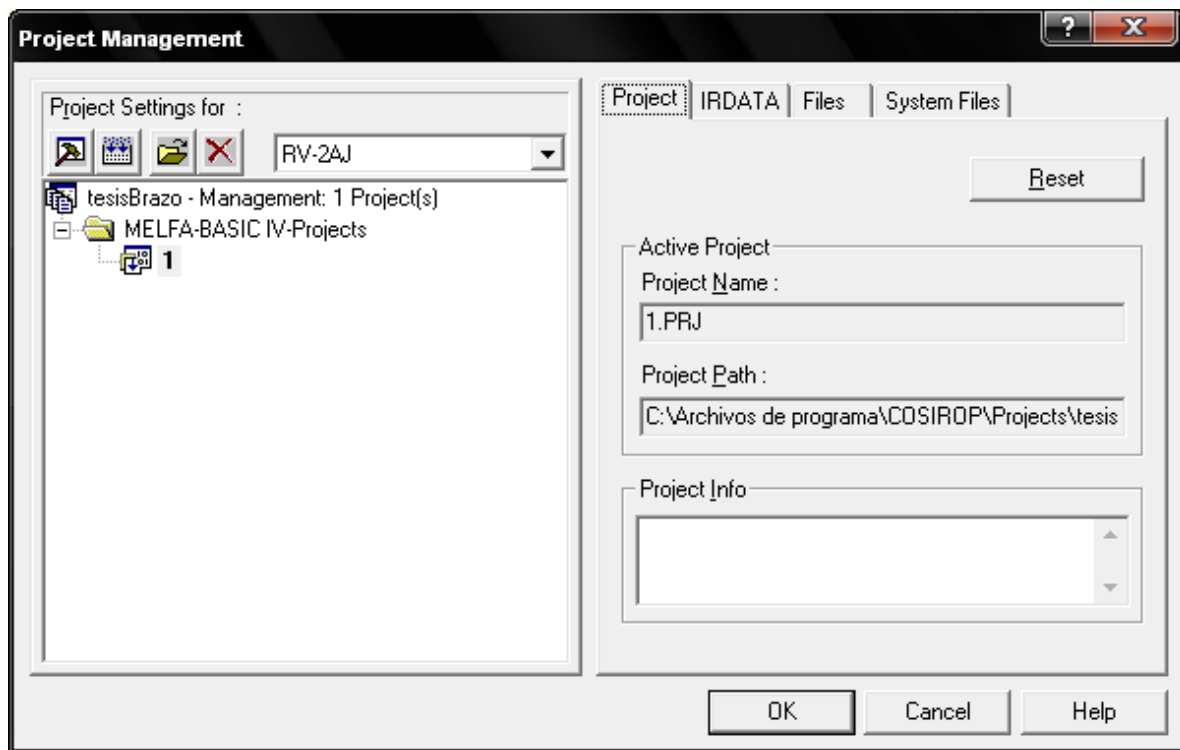 Project Management
Project Settings for :
RV-2AJ
tesisBrazo - Management: 1 Project(s)
MELFA-BASIC IV-Projects
1
Project
IRDATA
Files
System Files
Reset
Active Project
Project Name :
1.PRJ
Project Path :
C:\Archivos de programa\COSIROP\Projects\tesis
Project Info
OK
Cancel
Help